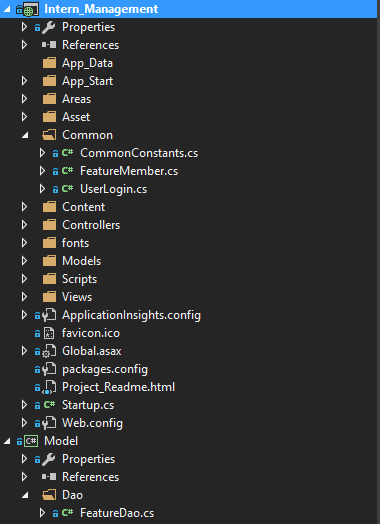 Intern_Management
Properties
References
App_Data
App_Start
Areas
Asset
Common
C# CommonConstants.cs
C# FeatureMember.cs
C# UserLogin.cs
Content
Controllers
fonts
Models
Scripts
Views
ApplicationInsights.config
favicon.ico
Global.asax
packages.config
Project_Readme.html
C# Startup.cs
Web.config
C# Model
Properties
References
Dao
C# FeatureDao.cs